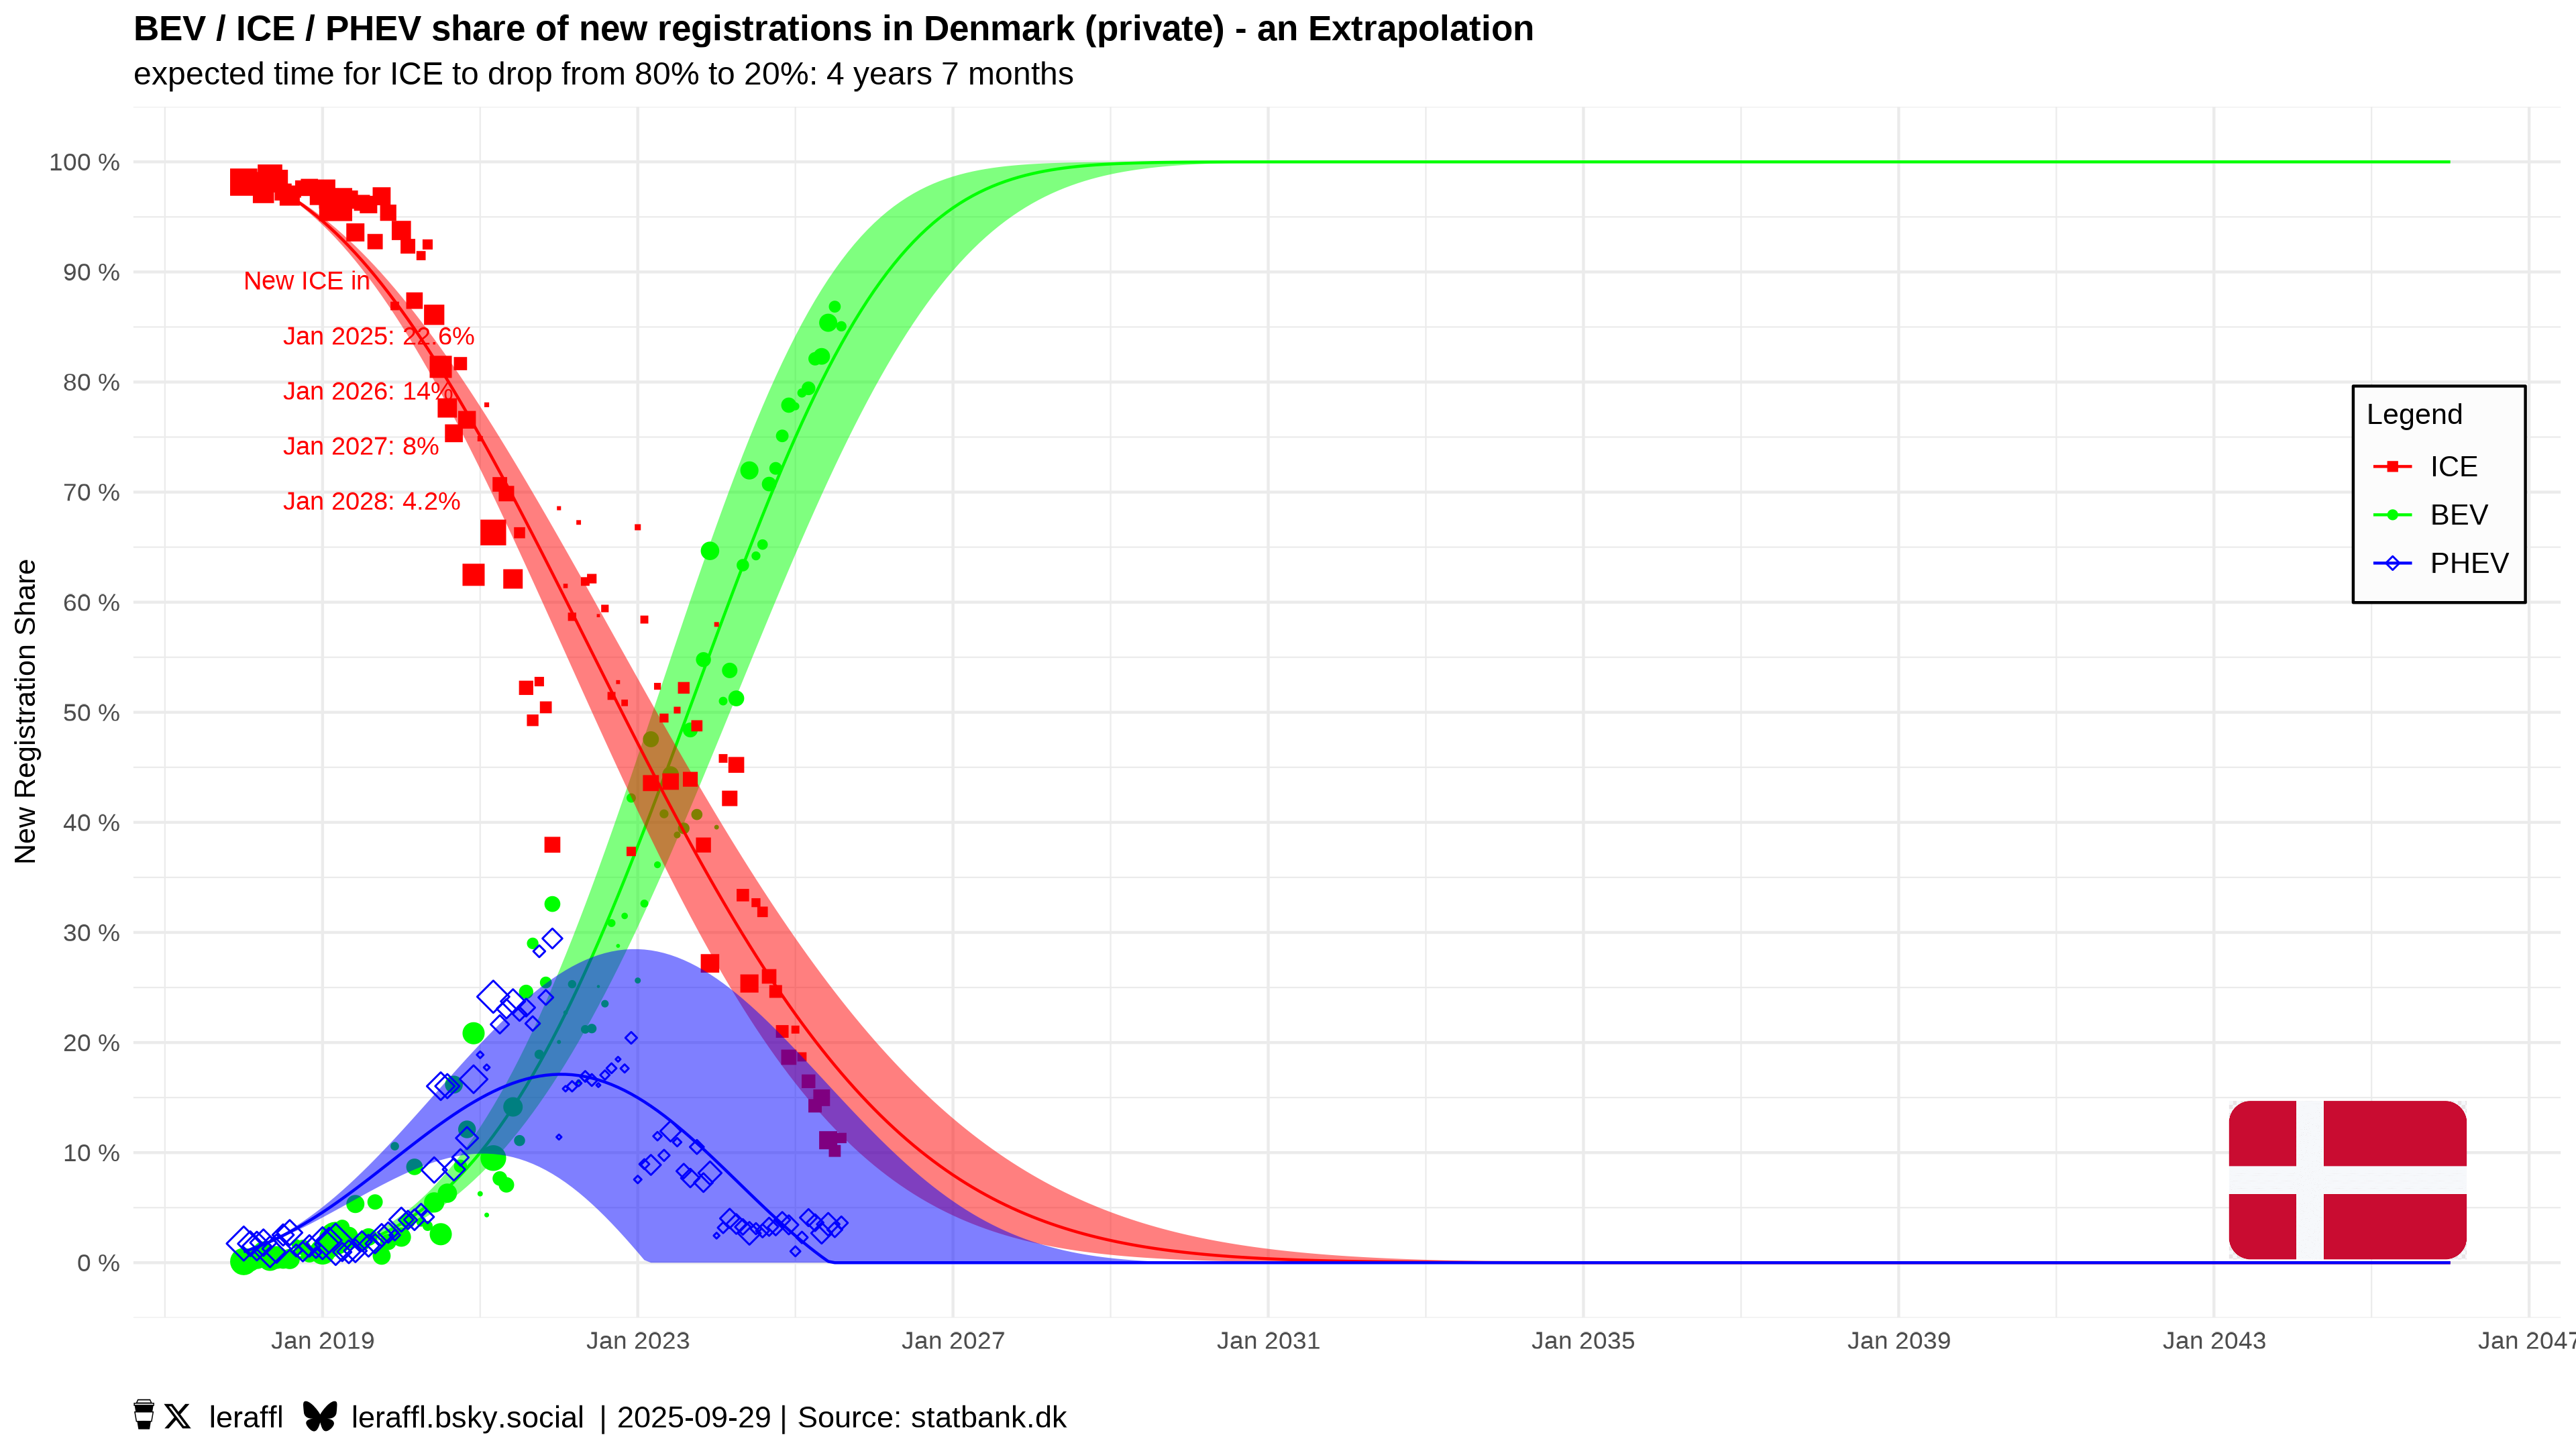 BEV / ICE / PHEV share of new registrations in Denmark (private) - an Extrapolation
expected time for ICE to drop from 80% to 20%: 4 years 7 months
New Registration Share
100 %
90 %
80 %
70 %
60 %
50 %
40 %
30 %
20 %
10 %
0 %
New ICE in
Jan 2025: 22.6%
Jan 2026: 14%
Jan 2027: 8%
Jan 2028: 4.2%
Legend
ICE
BEV
PHEV
Jan 2019 Jan 2023 Jan 2027 Jan 2031 Jan 2035 Jan 2039 Jan 2043 Jan 2047
leraffl leraffl.bsky.social | 2025-09-29 | Source: statbank.dk